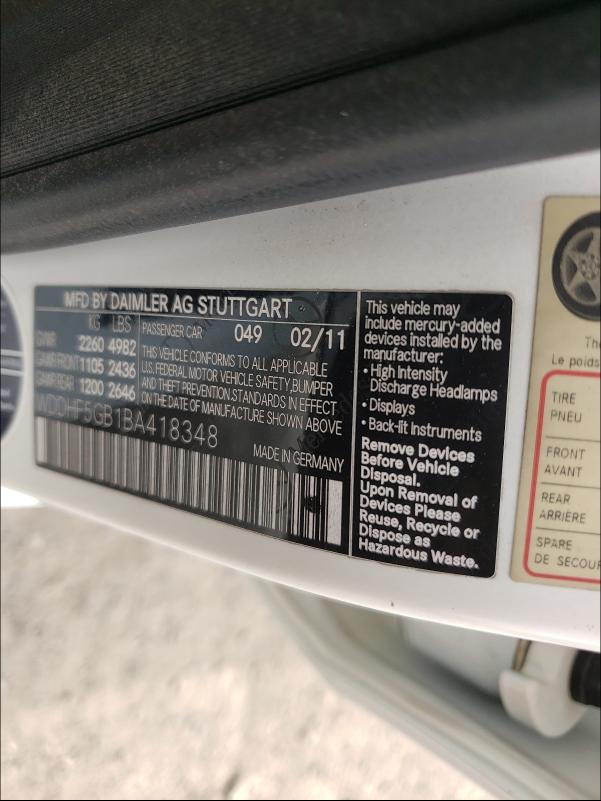 MFD BY DAIMLER AG STUTTGART
KG LBS
GVWR 2260 4982
GAWR FRONT 1105 2436
GAWR REAR 1200 2646
PASSENGER CAR 049 02/11
THIS VEHICLE CONFORMS TO ALL APPLICABLE
U.S. FEDERAL MOTOR VEHICLE SAFETY, BUMPER
AND THEFT PREVENTION STANDARDS IN EFFECT
ON THE DATE OF MANUFACTURE SHOWN ABOVE
WDDHF5GB1BA418348
MADE IN GERMANY
This vehicle may
include mercury-added
devices installed by the
manufacturer:
• High Intensity
Discharge Headlamps
• Displays
• Back-lit Instruments
Remove Devices
Before Vehicle
Disposal.
Upon Removal of
Devices Please
Reuse, Recycle or
Dispose as
Hazardous Waste.
Le poids
TIRE
PNEU
FRONT
AVANT
REAR
ARRIÈRE
SPARE